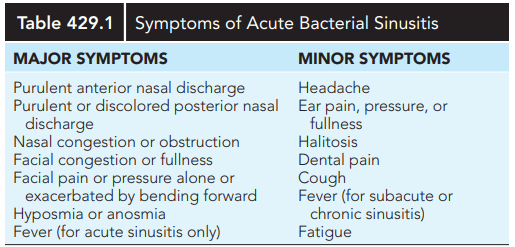 Table 429.1 Symptoms of Acute Bacterial Sinusitis
MAJOR SYMPTOMS
Purulent anterior nasal discharge
Purulent or discolored posterior nasal
discharge
Nasal congestion or obstruction
Facial congestion or fullness
Facial pain or pressure alone or
exacerbated by bending forward
Hyposmia or anosmia
Fever (for acute sinusitis only)
MINOR SYMPTOMS
Headache
Ear pain, pressure, or
fullness
Halitosis
Dental pain
Cough
Fever (for subacute or
chronic sinusitis)
Fatigue